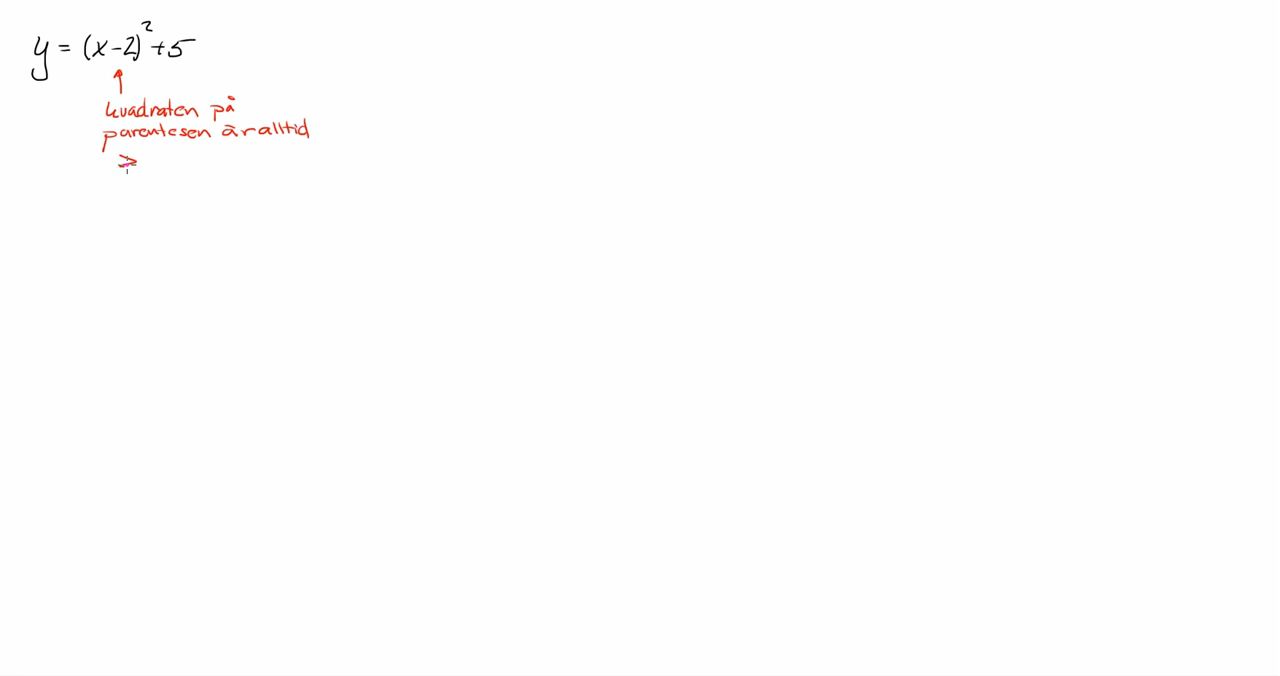 y = (x-2)² +5
kvadraten på
parentesen är alltid
≥